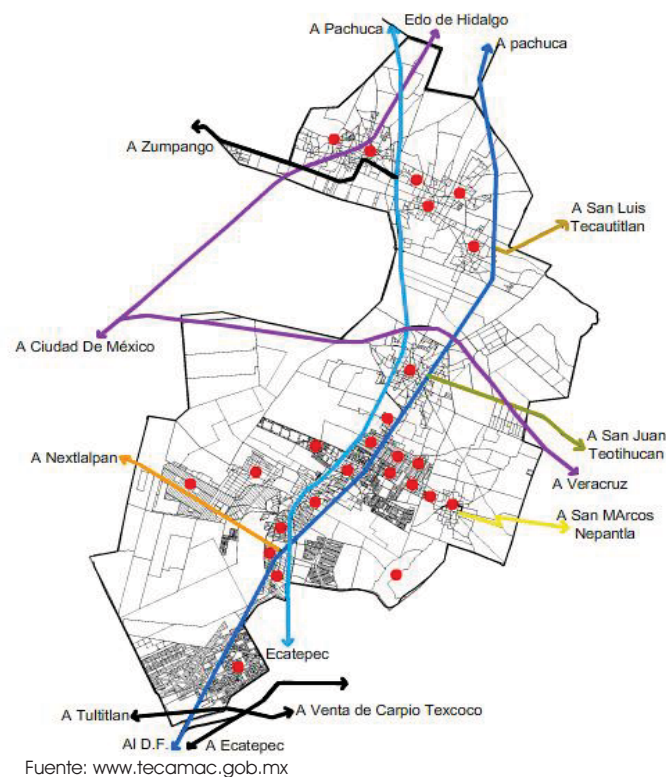 A Pachuca
Edo de Hidalgo
A pachuca
A Zumpango
A San Luis
Tecautitlan
A Ciudad De México
A San Juan
Teotihucan
A Nextlalpan
A Veracruz
A San MArcos
Nepantla
Ecatepec
A Tultitlan
A Venta de Carpio Texcoco
Al D.F.
A Ecatepec
Fuente: www.tecamac.gob.mx